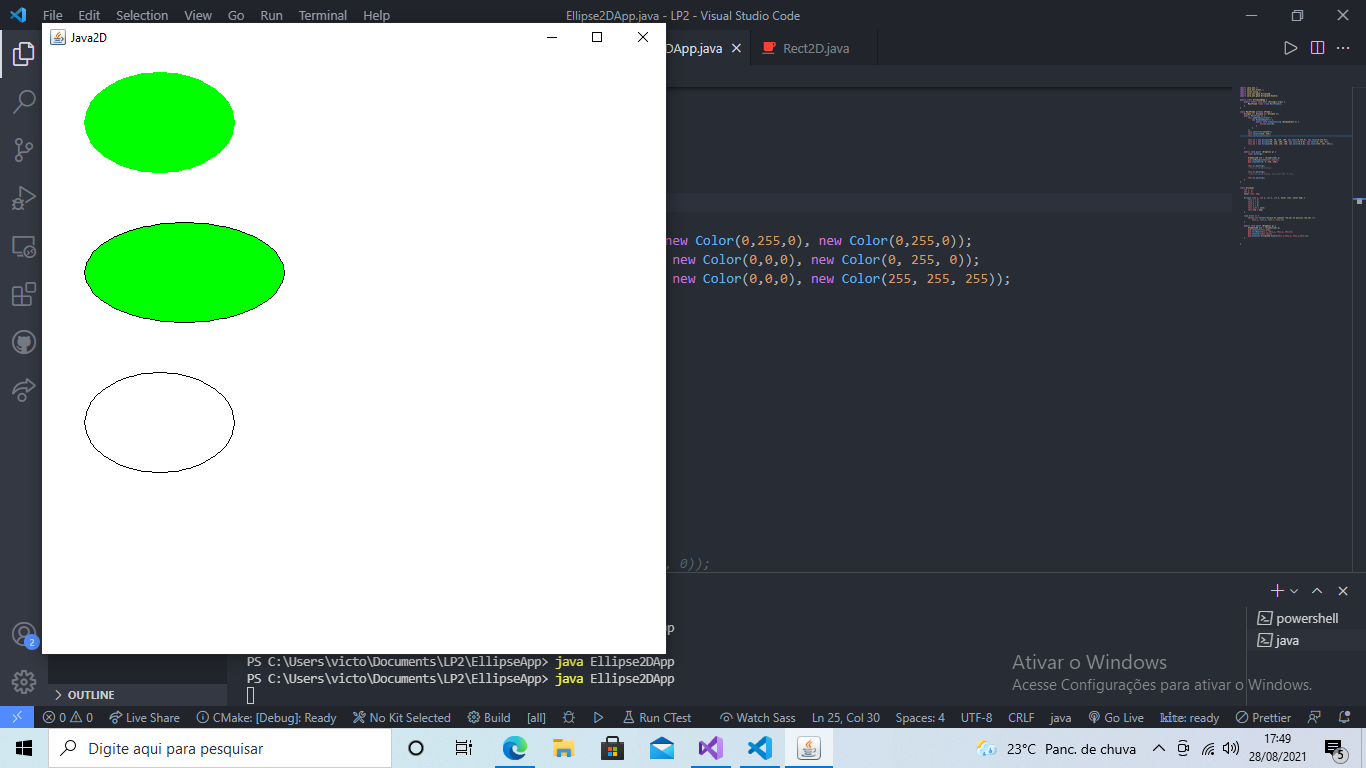 File Edit Selection View Go Run Terminal Help
Ellipse2DApp.java - LP2 - Visual Studio Code
Java2D
DApp.java
Rect2D.java
new Color(0,255,0), new Color(0,255,0));
new Color(0,0,0), new Color(0, 255, 0));
new Color(0,0,0), new Color(255, 255, 255));
, 0));
powershell
java
p
PS C:\Users\victo\Documents\LP2\EllipseApp> java Ellipse2DApp
PS C:\Users\victo\Documents\LP2\EllipseApp> java Ellipse2DApp
2
OUTLINE
Ativar o Windows
Acesse Configurações para ativar o Windows.
0 0 Live Share CMake: [Debug]: Ready No Kit Selected Build [all] Run CTest Watch Sass Ln 25, Col 30 Spaces: 4 UTF-8 CRLF java Go Live kite: ready Prettier
Digite aqui para pesquisar
23°C Panc. de chuva
17:49
28/08/2021
5